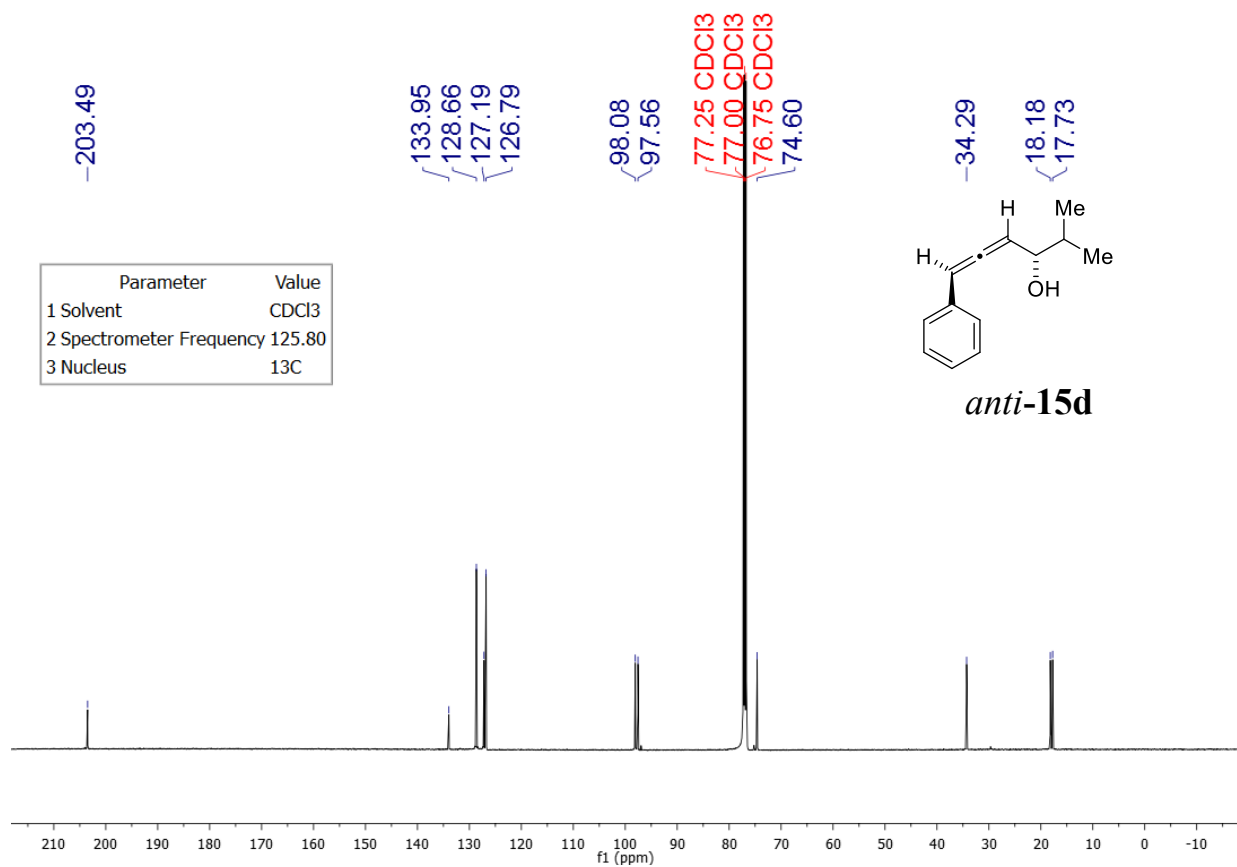 203.49
133.95
128.66
127.19
126.79
98.08
97.56
77.25 CDCl3
77.00 CDCl3
76.75 CDCl3
74.60
34.29
18.18
17.73
Parameter Value
1 Solvent CDCl3
2 Spectrometer Frequency 125.80
3 Nucleus 13C
H
Me
H
Me
OH
anti-15d
210 200 190 180 170 160 150 140 130 120 110 100 90 80 70 60 50 40 30 20 10 0 -10
f1 (ppm)